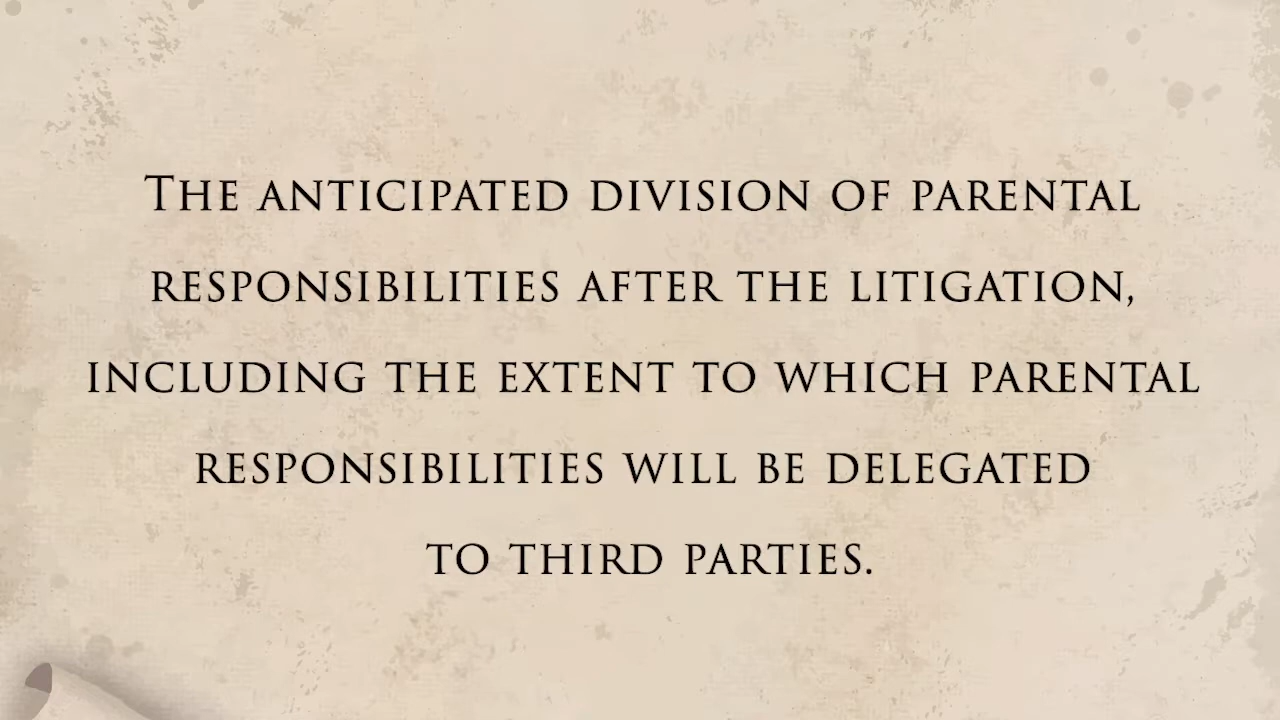 The anticipated division of parental
responsibilities after the litigation,
including the extent to which parental
responsibilities will be delegated
to third parties.